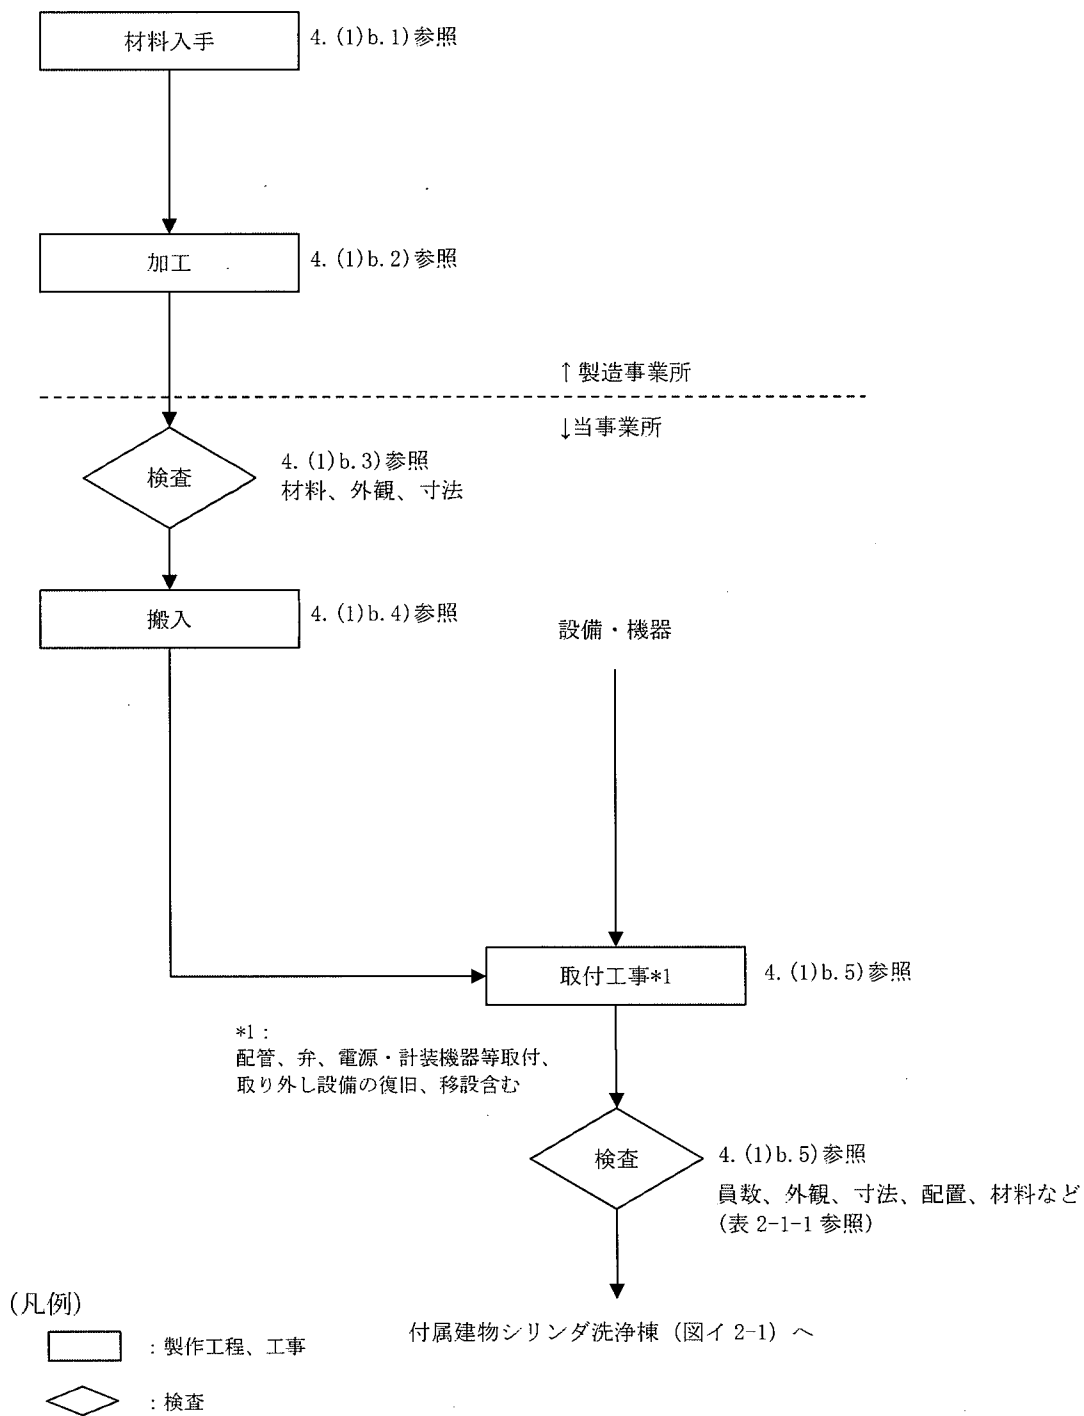 材料入手
4.(1)b.1)参照
加工
4.(1)b.2)参照
↑製造事業所
↓当事業所
検査
4.(1)b.3)参照
材料、外観、寸法
搬入
4.(1)b.4)参照
設備・機器
取付工事*1
4.(1)b.5)参照
*1：
配管、弁、電源・計装機器等取付、
取り外し設備の復旧、移設含む
検査
4.(1)b.5)参照
員数、外観、寸法、配置、材料など
(表 2-1-1 参照)
付属建物シリンダ洗浄棟（図イ 2-1）へ
(凡例)
：製作工程、工事
：検査